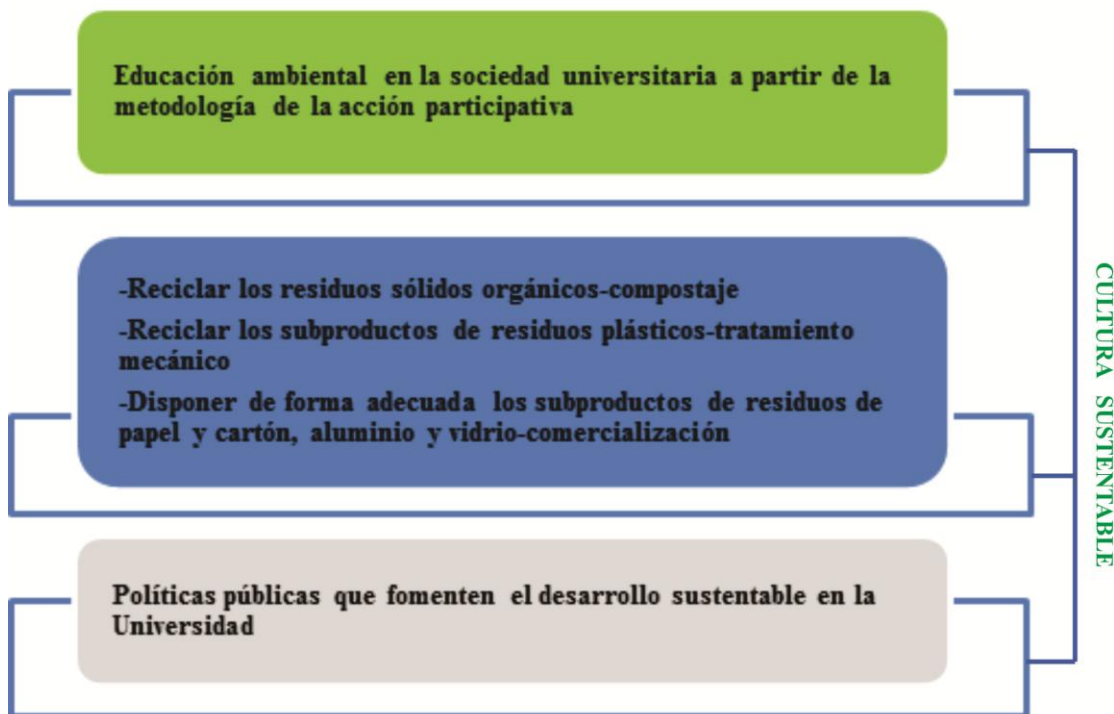 Educación ambiental en la sociedad universitaria a partir de la
metodología de la acción participativa
-Reciclar los residuos sólidos orgánicos-compostaje
-Reciclar los subproductos de residuos plásticos-tratamiento
mecánico
-Disponer de forma adecuada los subproductos de residuos de
papel y cartón, aluminio y vidrio-comercialización
Políticas públicas que fomenten el desarrollo sustentable en la
Universidad
CULTURA SUSTENTABLE